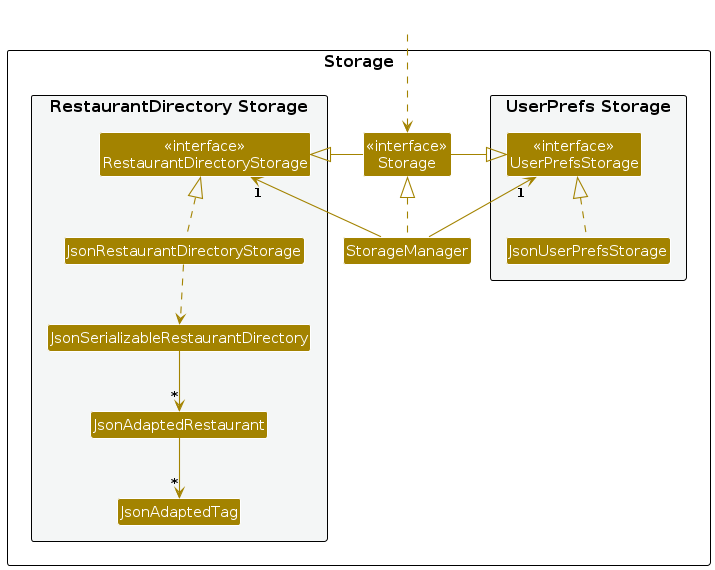 Storage
RestaurantDirectory Storage
UserPrefs Storage
«interface»
RestaurantDirectoryStorage
«interface»
Storage
«interface»
UserPrefsStorage
1
1
JsonRestaurantDirectoryStorage
StorageManager
JsonUserPrefsStorage
JsonSerializableRestaurantDirectory
*
JsonAdaptedRestaurant
*
JsonAdaptedTag